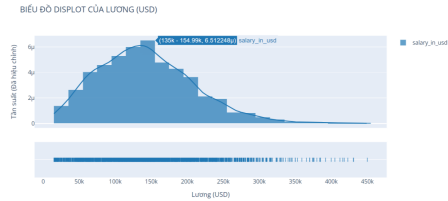 BIỂU ĐỒ DISPLOT CỦA LƯƠNG (USD)
(135k - 154.99k, 6.512248μ) salary_in_usd
salary_in_usd
Tần suất (Đã hiệu chỉnh)
6μ
4μ
2μ
0
0 50k 100k 150k 200k 250k 300k 350k 400k 450k
Lương (USD)